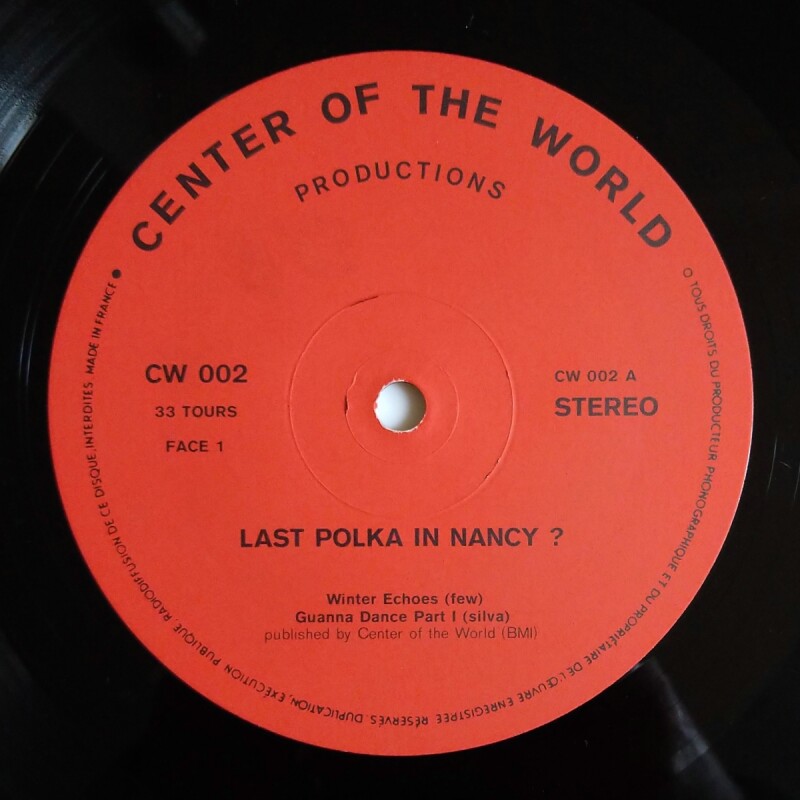 CENTER OF THE WORLD
PRODUCTIONS
CW 002
33 TOURS
FACE 1
CW 002 A
STEREO
LAST POLKA IN NANCY ?
Winter Echoes (few)
Guanna Dance Part I (silva)
published by Center of the World (BMI)
O TOUS DROITS DU PRODUCTEUR PHONOGRAPHIQUE ET DU PROPRIÉTAIRE DE L'ŒUVRE ENREGISTRÉE RÉSERVÉS. DUPLICATION, EXÉCUTION PUBLIQUE, RADIODIFFUSION DE CE DISQUE, INTERDITES MADE IN FRANCE ●